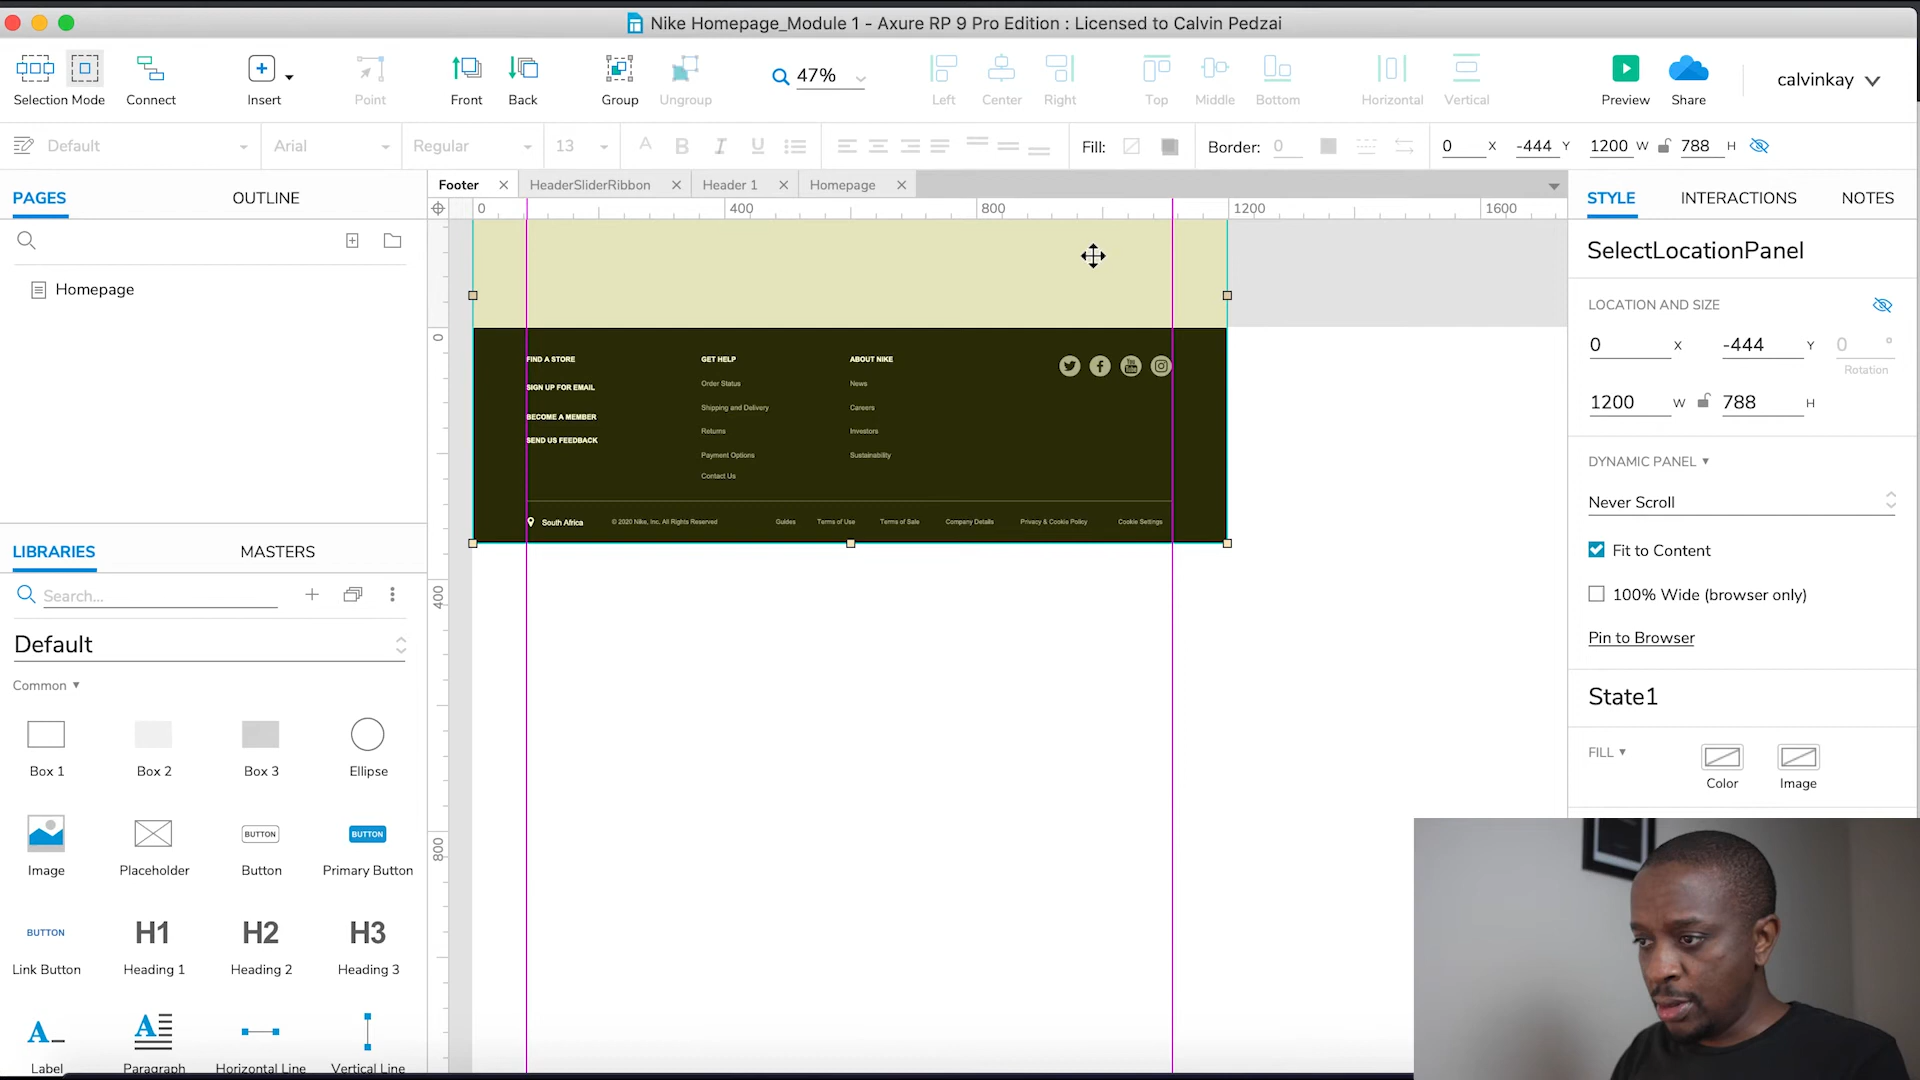 Nike Homepage_Module 1 - Axure RP 9 Pro Edition : Licensed to Calvin Pedzai
Selection Mode
Connect
Insert
Point
Front
Back
Group
Ungroup
47%
Left
Center
Right
Top
Middle
Bottom
Horizontal
Vertical
Preview
Share
calvinkay
Default
Arial
Regular
13
Fill:
Border:
0
0 X
-444 Y
1200 W
788 H
PAGES
OUTLINE
Homepage
Footer
HeaderSliderRibbon
Header 1
Homepage
0
400
800
1200
1600
0
400
800
FIND A STORE
SIGN UP FOR EMAIL
BECOME A MEMBER
SEND US FEEDBACK
GET HELP
Order Status
Shipping and Delivery
Returns
Payment Options
Contact Us
ABOUT NIKE
News
Careers
Investors
Sustainability
You Tube
South Africa
© 2020 Nike, Inc. All Rights Reserved
Guides
Terms of Use
Terms of Sale
Company Details
Privacy & Cookie Policy
Cookie Settings
LIBRARIES
MASTERS
Search...
Default
Common
Box 1
Box 2
Box 3
Ellipse
Image
Placeholder
BUTTON
Button
BUTTON
Primary Button
BUTTON
Link Button
H1
Heading 1
H2
Heading 2
H3
Heading 3
Label
Paragraph
Horizontal Line
Vertical Line
STYLE
INTERACTIONS
NOTES
SelectLocationPanel
LOCATION AND SIZE
0 X
-444 Y
0 °
Rotation
1200 W
788 H
DYNAMIC PANEL
Never Scroll
Fit to Content
100% Wide (browser only)
Pin to Browser
State1
FILL
Color
Image